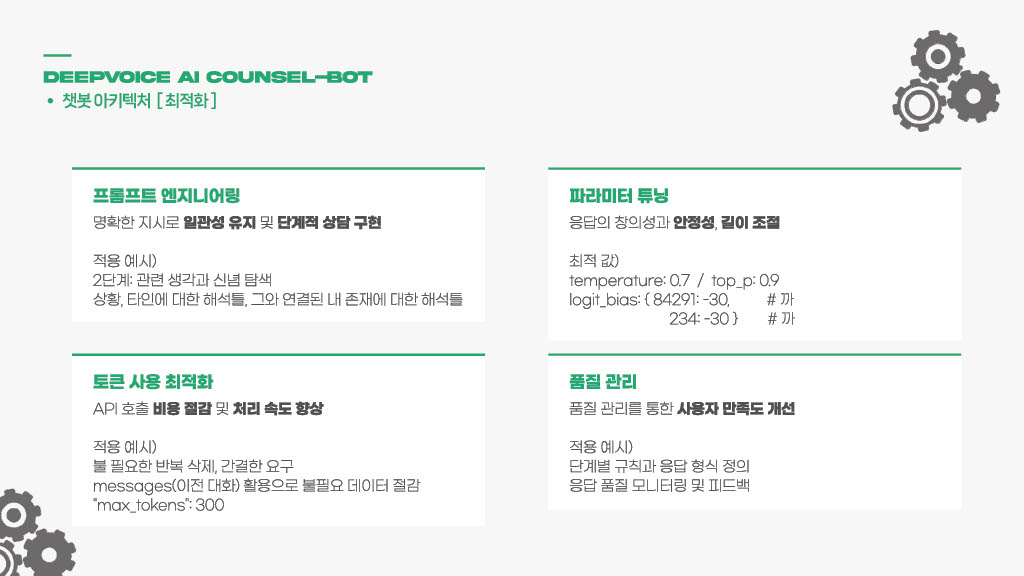 DEEPVOICE AI COUNSEL-BOT
• 챗봇 아키텍처 [ 최적화 ]
프롬프트 엔지니어링
명확한 지시로 일관성 유지 및 단계적 상담 구현
적용 예시)
2단계: 관련 생각과 신념 탐색
상황, 타인에 대한 해석틀, 그와 연결된 내 존재에 대한 해석틀
파라미터 튜닝
응답의 창의성과 안정성, 길이 조절
최적 값)
temperature: 0.7 / top_p: 0.9
logit_bias: { 84291: -30, # 까
234: -30 } # 까
토큰 사용 최적화
API 호출 비용 절감 및 처리 속도 향상
적용 예시)
불 필요한 반복 삭제, 간결한 요구
messages(이전 대화) 활용으로 불필요 데이터 절감
"max_tokens": 300
품질 관리
품질 관리를 통한 사용자 만족도 개선
적용 예시)
단계별 규칙과 응답 형식 정의
응답 품질 모니터링 및 피드백